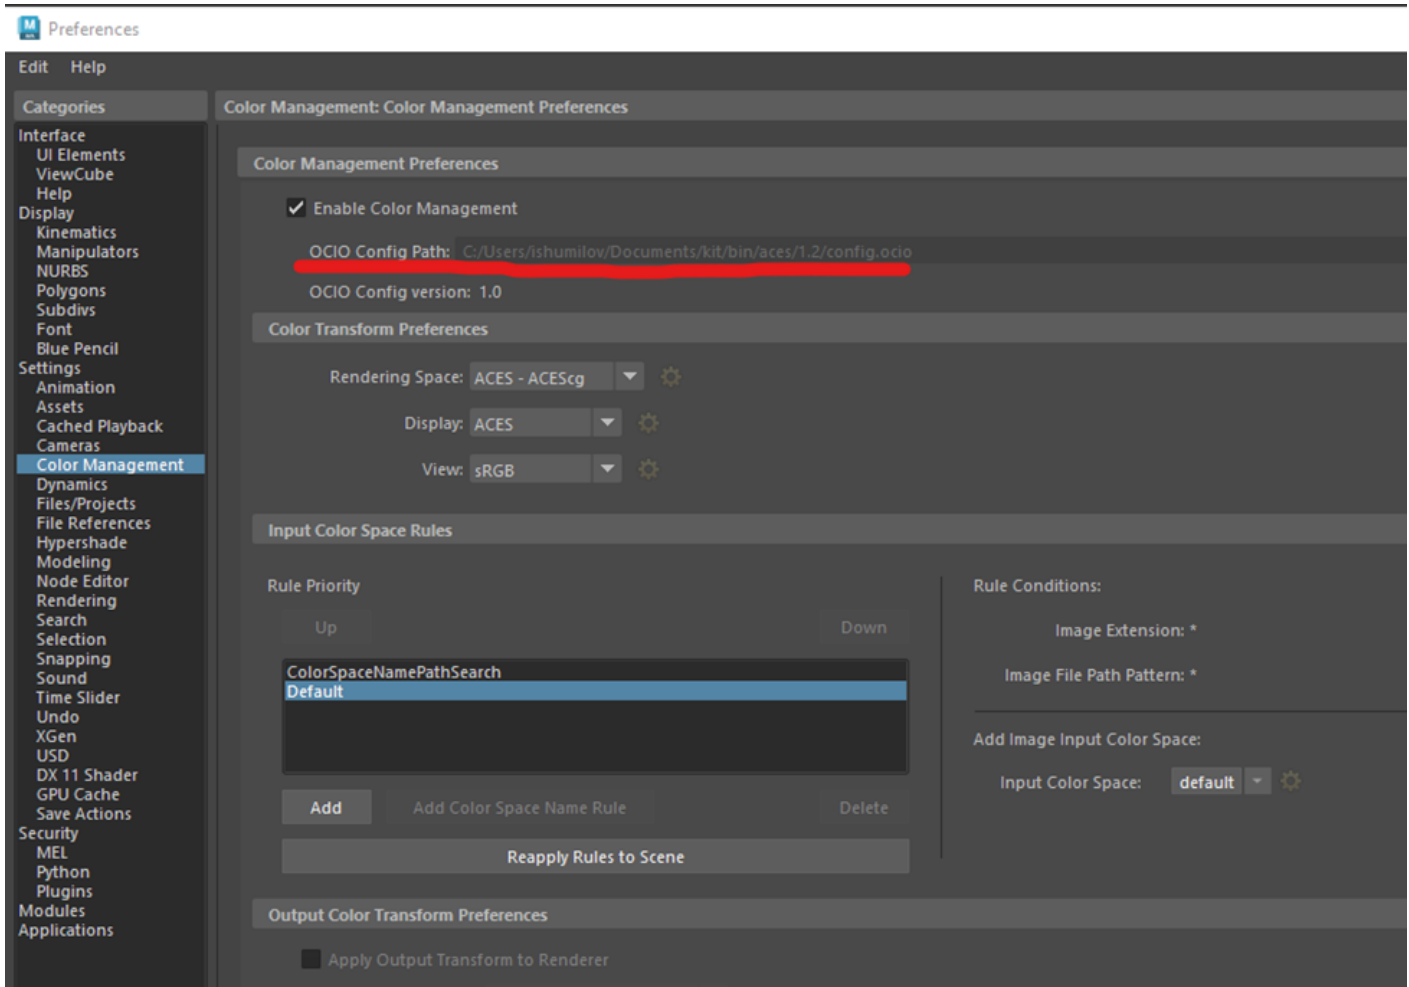 Preferences
Edit Help
Categories
Interface
UI Elements
ViewCube
Help
Display
Kinematics
Manipulators
NURBS
Polygons
Subdivs
Font
Blue Pencil
Settings
Animation
Assets
Cached Playback
Cameras
Color Management
Dynamics
Files/Projects
File References
Hypershade
Modeling
Node Editor
Rendering
Search
Selection
Snapping
Sound
Time Slider
Undo
XGen
USD
DX 11 Shader
GPU Cache
Save Actions
Security
MEL
Python
Plugins
Modules
Applications
Color Management: Color Management Preferences
Color Management Preferences
Enable Color Management
OCIO Config Path: C:/Users/ishumilov/Documents/kit/bin/aces/1.2/config.ocio
OCIO Config version: 1.0
Color Transform Preferences
Rendering Space: ACES - ACEScg
Display: ACES
View: sRGB
Input Color Space Rules
Rule Priority
Up Down
ColorSpaceNamePathSearch
Default
Add Add Color Space Name Rule Delete
Reapply Rules to Scene
Rule Conditions:
Image Extension: *
Image File Path Pattern: *
Add Image Input Color Space:
Input Color Space: default
Output Color Transform Preferences
Apply Output Transform to Renderer